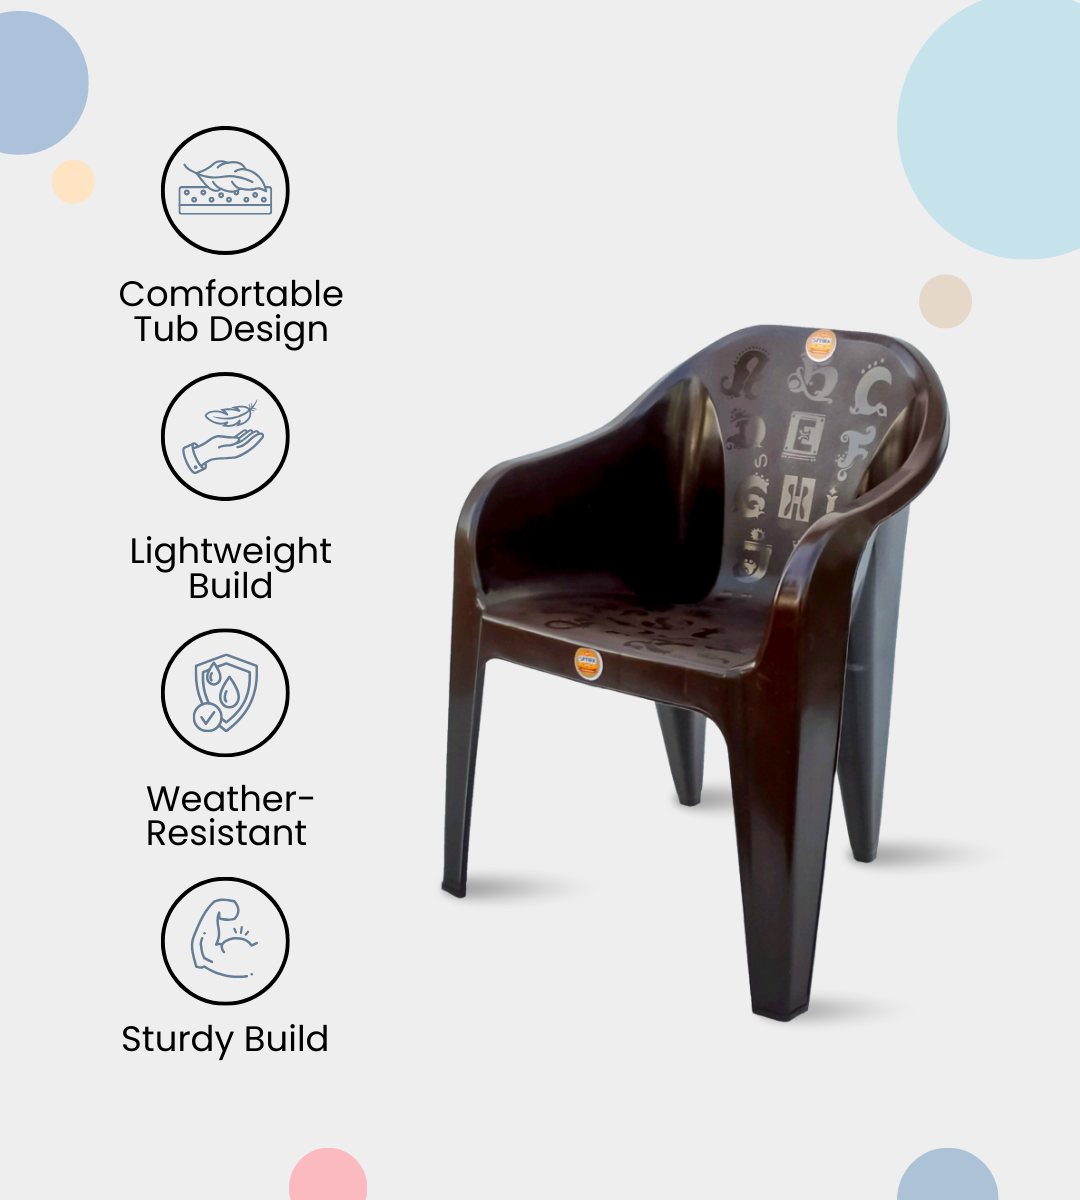 Comfortable
Tub Design
Lightweight
Build
Weather-
Resistant
Sturdy Build